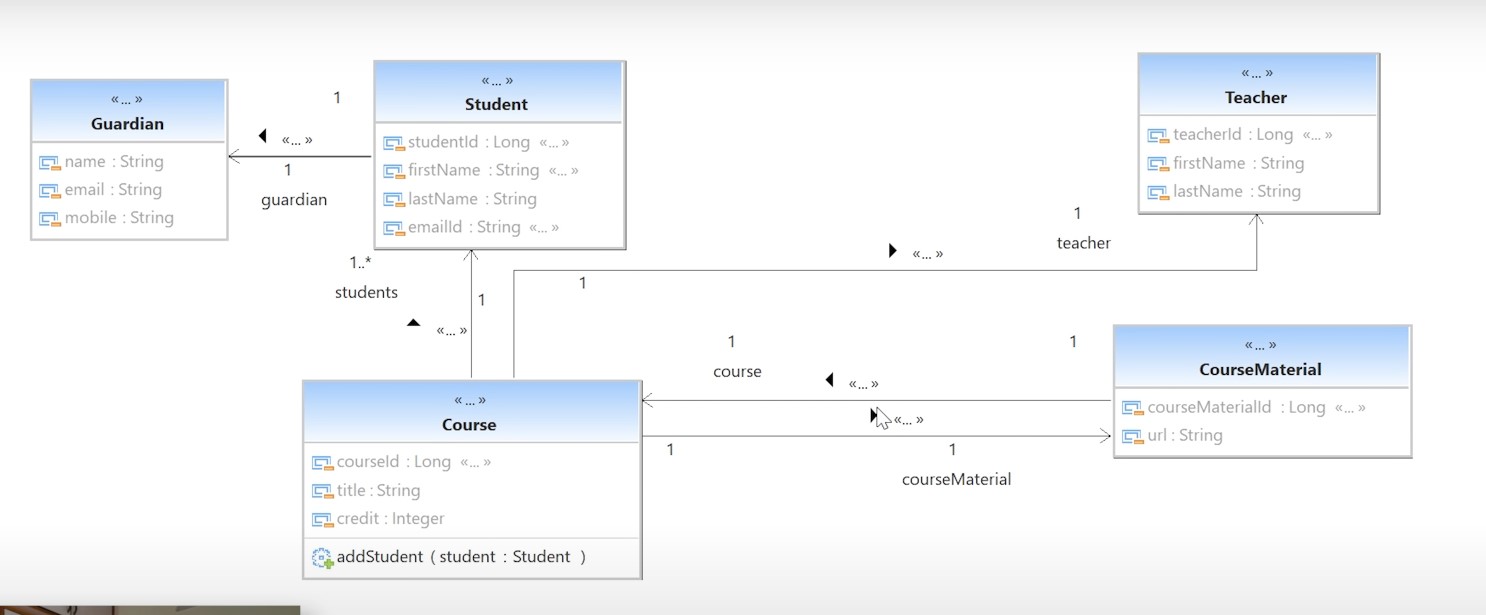 «... »
Guardian
name : String
email : String
mobile : String
1
«... »
1
guardian
«... »
Student
studentId : Long «... »
firstName : String «... »
lastName : String
emailId : String «... »
«... »
Teacher
teacherId : Long «... »
firstName : String
lastName : String
1
teacher
«... »
1
1..*
students
1
«... »
1
course
1
«... »
«... »
1
1
courseMaterial
«... »
CourseMaterial
courseMaterialId : Long «... »
url : String
«... »
Course
courseId : Long «... »
title : String
credit : Integer
addStudent ( student : Student )